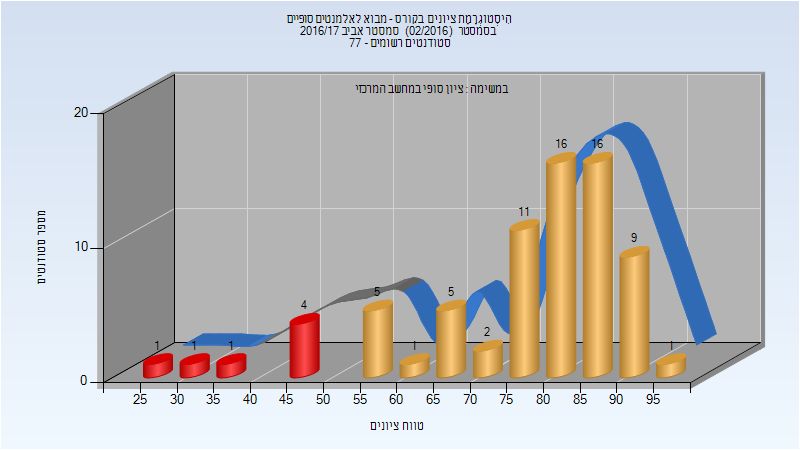 היסטוגרמת ציונים בקורס - מבוא לאלמנטים סופיים
בסמסטר (02/2016) סמסטר אביב 2016/17
סטודנטים רשומים - 77
במשימה : ציון סופי במחשב המרכזי
מספר סטודנטים
20
10
0
1 1 1 4 5 1 5 2 11 16 16 9 1
25 30 35 40 45 50 55 60 65 70 75 80 85 90 95
טווח ציונים